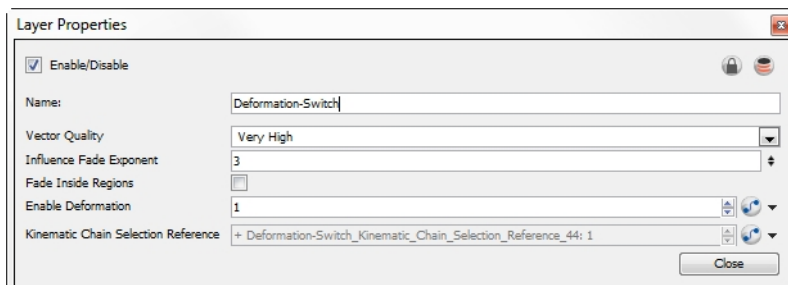 Layer Properties
Enable/Disable
Name: Deformation-Switch
Vector Quality Very High
Influence Fade Exponent 3
Fade Inside Regions
Enable Deformation 1
Kinematic Chain Selection Reference + Deformation-Switch_Kinematic_Chain_Selection_Reference_44: 1
Close